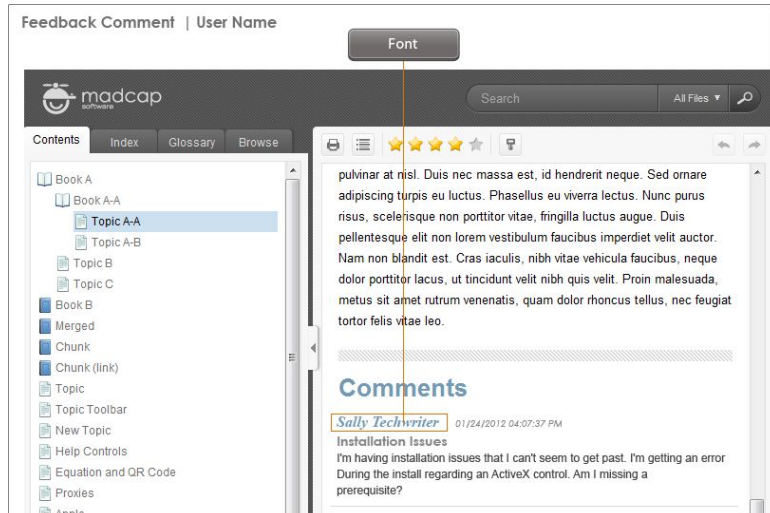 Feedback Comment | User Name
Font
madcap
software
Search
All Files
Contents
Index
Glossary
Browse
Book A
Book A-A
Topic A-A
Topic A-B
Topic B
Topic C
Book B
Merged
Chunk
Chunk (link)
Topic
Topic Toolbar
New Topic
Help Controls
Equation and QR Code
Proxies
Apple
pulvinar at nisl. Duis nec massa est, id hendrerit neque. Sed ornare
adipiscing turpis eu luctus. Phasellus eu viverra lectus. Nunc purus
risus, scelerisque non porttitor vitae, fringilla luctus augue. Duis
pellentesque elit non lorem vestibulum faucibus imperdiet velit auctor.
Nam non blandit est. Cras iaculis, nibh vitae vehicula faucibus, neque
dolor porttitor lacus, ut tincidunt velit nibh quis velit. Proin malesuada,
metus sit amet rutrum venenatis, quam dolor rhoncus tellus, nec feugiat
tortor felis vitae leo.
Comments
Sally Techwriter 01/24/2012 04:07:37 PM
Installation Issues
I'm having installation issues that I can't seem to get past. I'm getting an error
During the install regarding an ActiveX control. Am I missing a
prerequisite?